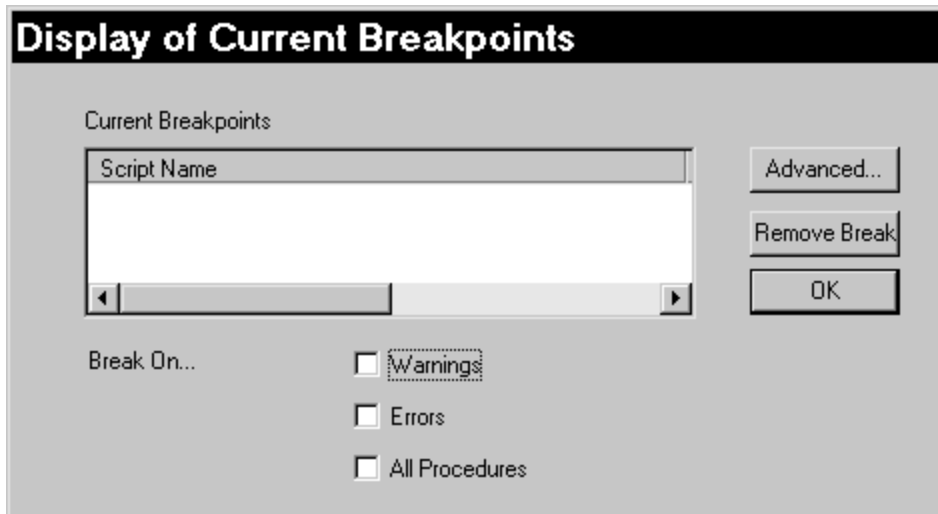 Display of Current Breakpoints
Current Breakpoints
Script Name
Advanced...
Remove Break
OK
Break On...
Warnings
Errors
All Procedures